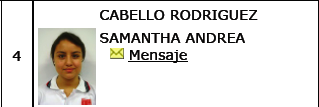 CABELLO RODRIGUEZ
4
SAMANTHA ANDREA
Mensaje